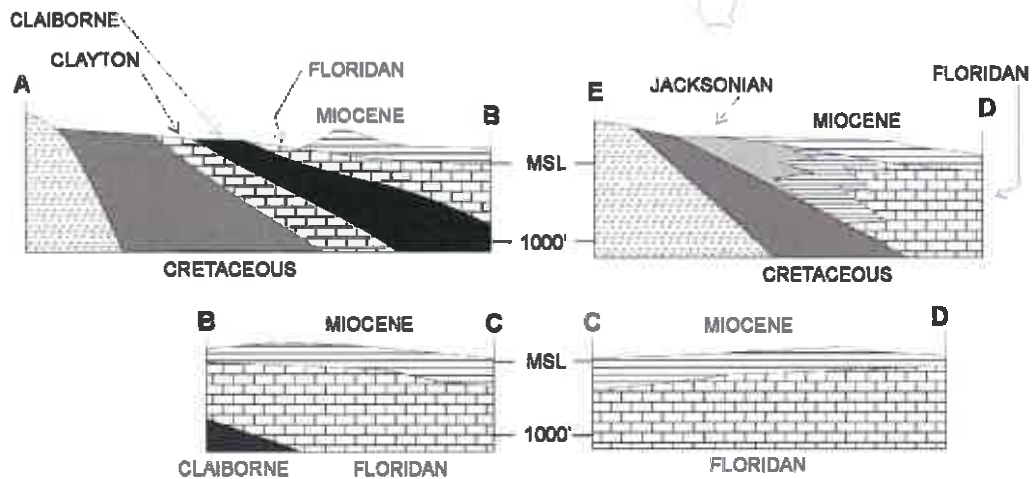 CLAIBORNE
CLAYTON
A
FLORIDAN
MIOCENE
B
MSL
1000'
CRETACEOUS
E
JACKSONIAN
FLORIDAN
D
MIOCENE
CRETACEOUS
B
MIOCENE
C
MSL
1000'
CLAIBORNE
FLORIDAN
C
MIOCENE
D
FLORIDAN